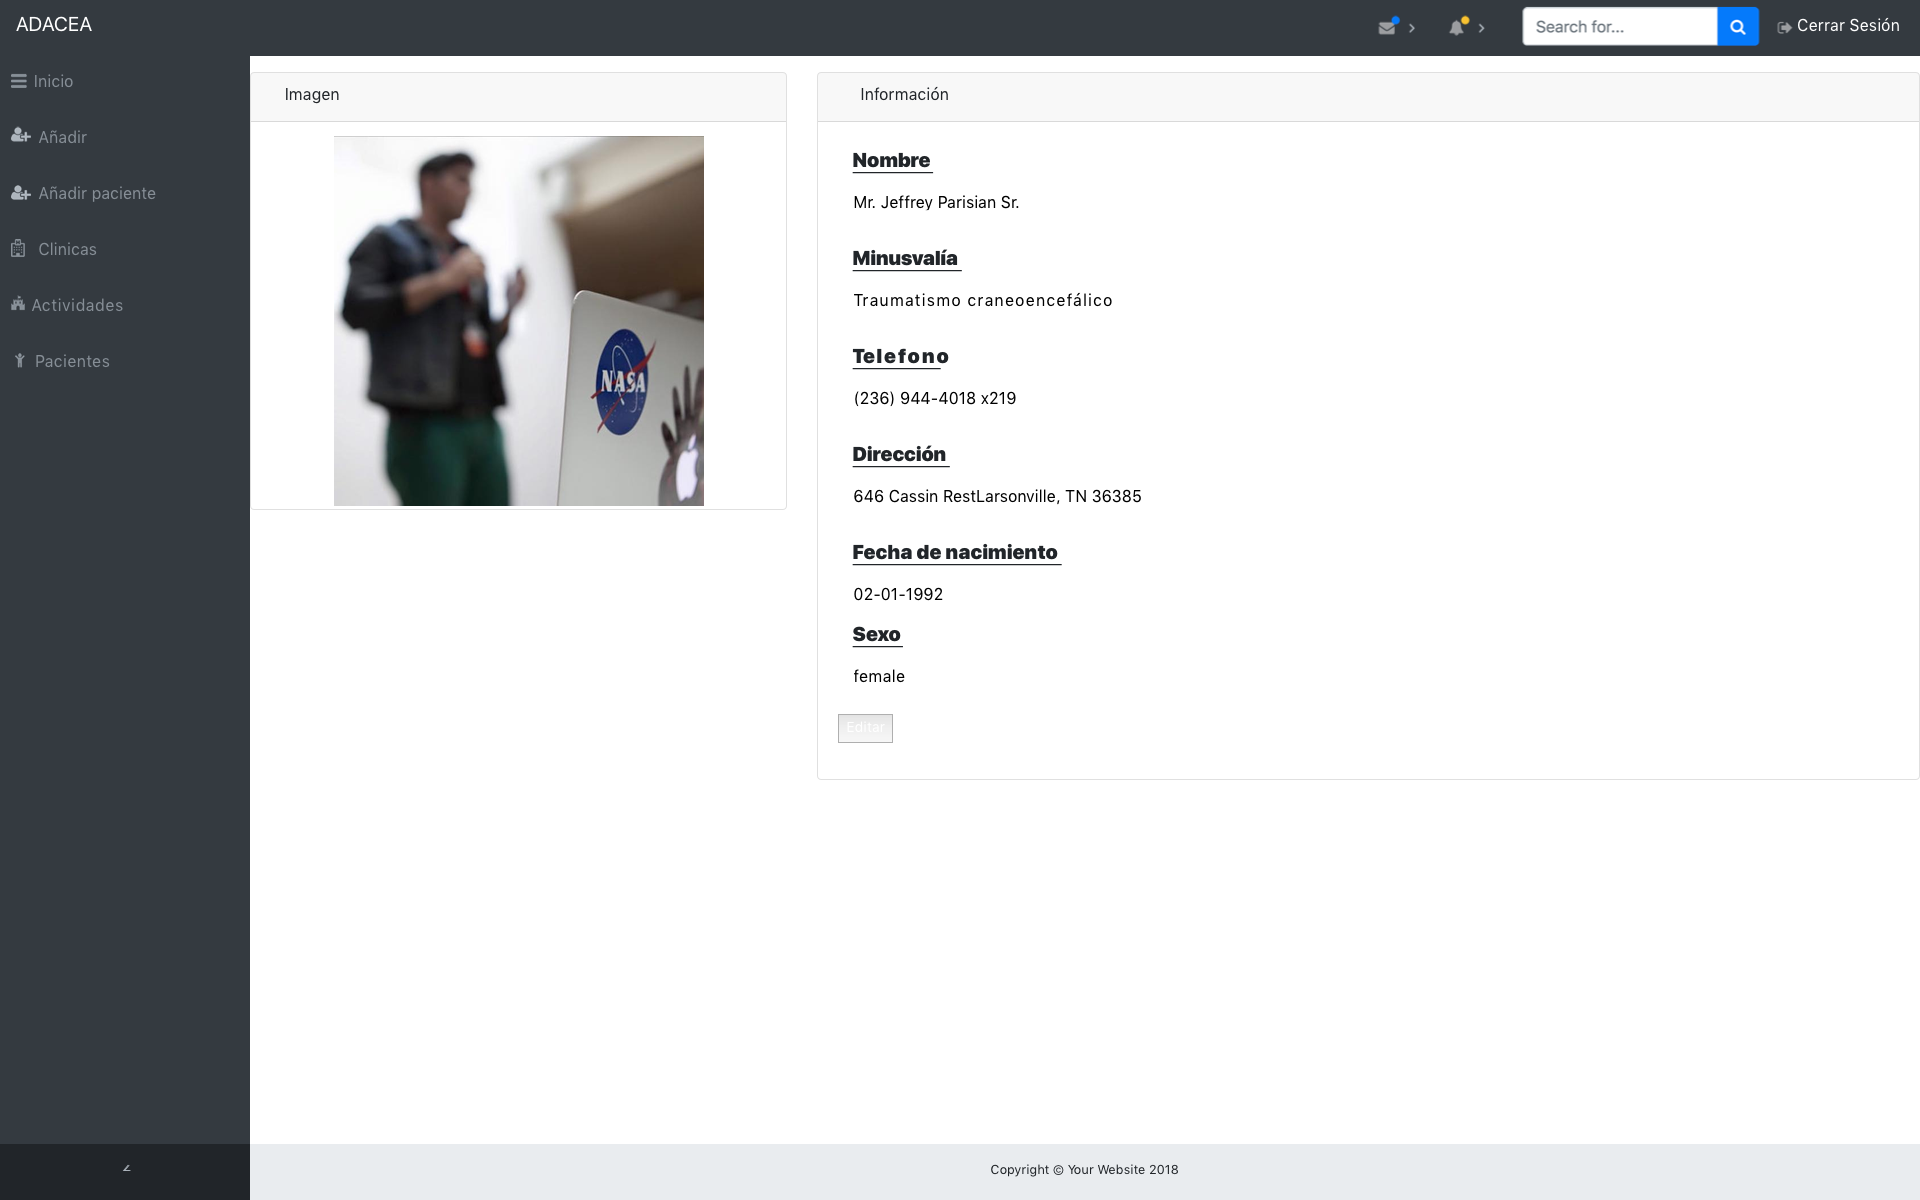 ADACEA
Search for...
Cerrar Sesión
Inicio
Añadir
Añadir paciente
Clinicas
Actividades
Pacientes
Imagen
NASA
Información
Nombre
Mr. Jeffrey Parisian Sr.
Minusvalía
Traumatismo craneoencefálico
Telefono
(236) 944-4018 x219
Dirección
646 Cassin RestLarsonville, TN 36385
Fecha de nacimiento
02-01-1992
Sexo
female
Editar
Copyright © Your Website 2018